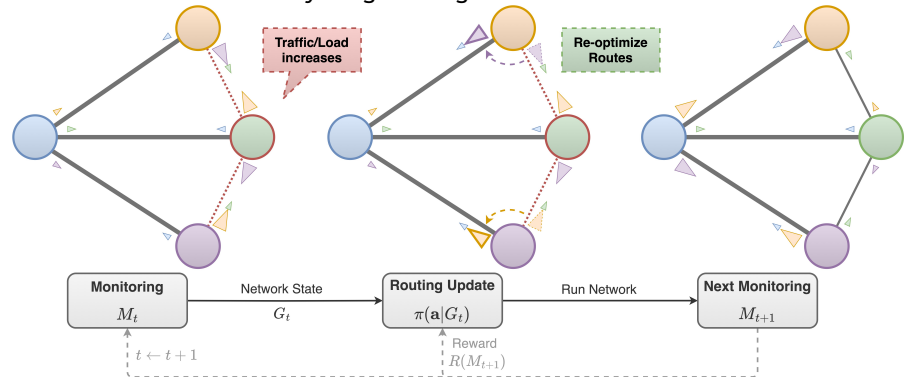 Traffic/Load
increases
Re-optimize
Routes
Monitoring
$M_t$
Network State
$G_t$
Routing Update
$\pi(\mathbf{a}|G_t)$
Run Network
Next Monitoring
$M_{t+1}$
$t \leftarrow t+1$
Reward
$R(M_{t+1})$